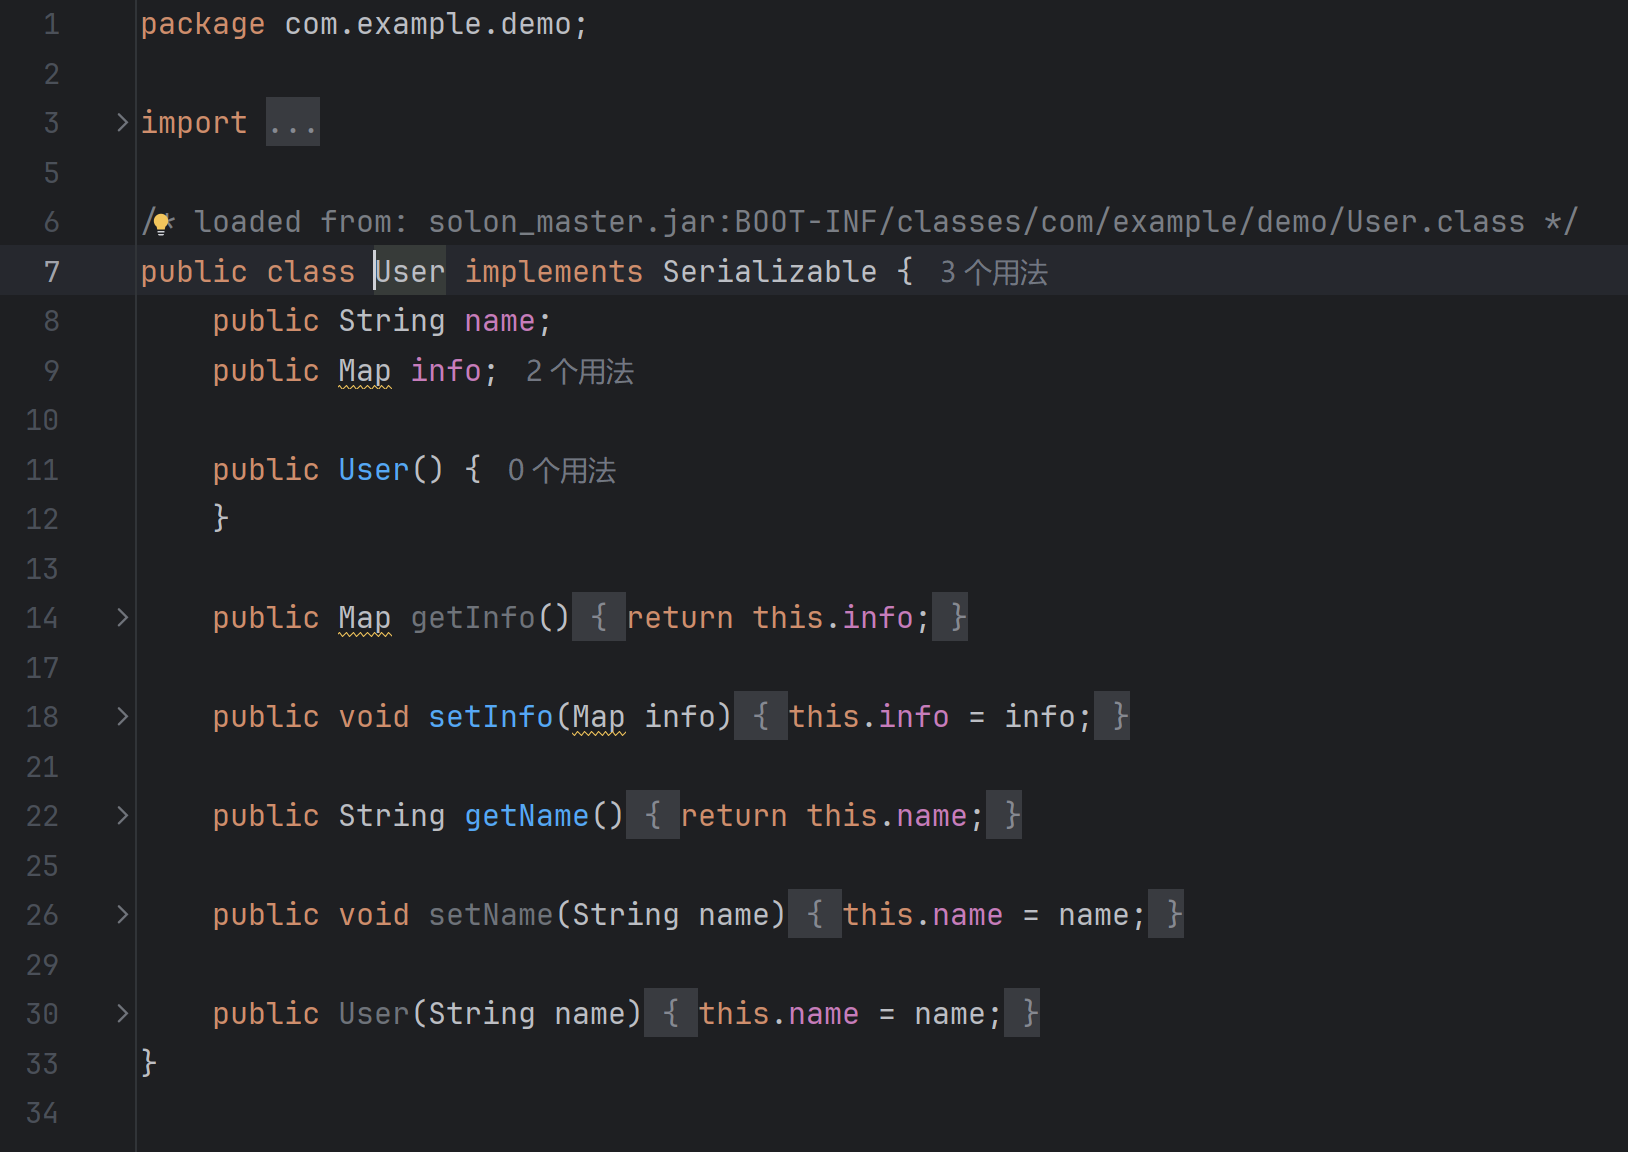 1 package com.example.demo;
2
3 import ...
5
6 /* loaded from: solon_master.jar:BOOT-INF/classes/com/example/demo/User.class */
7 public class User implements Serializable { 3 个用法
8 public String name;
9 public Map info; 2 个用法
10
11 public User() { 0 个用法
12 }
13
14 public Map getInfo() { return this.info; }
17
18 public void setInfo(Map info) { this.info = info; }
21
22 public String getName() { return this.name; }
25
26 public void setName(String name) { this.name = name; }
29
30 public User(String name) { this.name = name; }
33 }
34